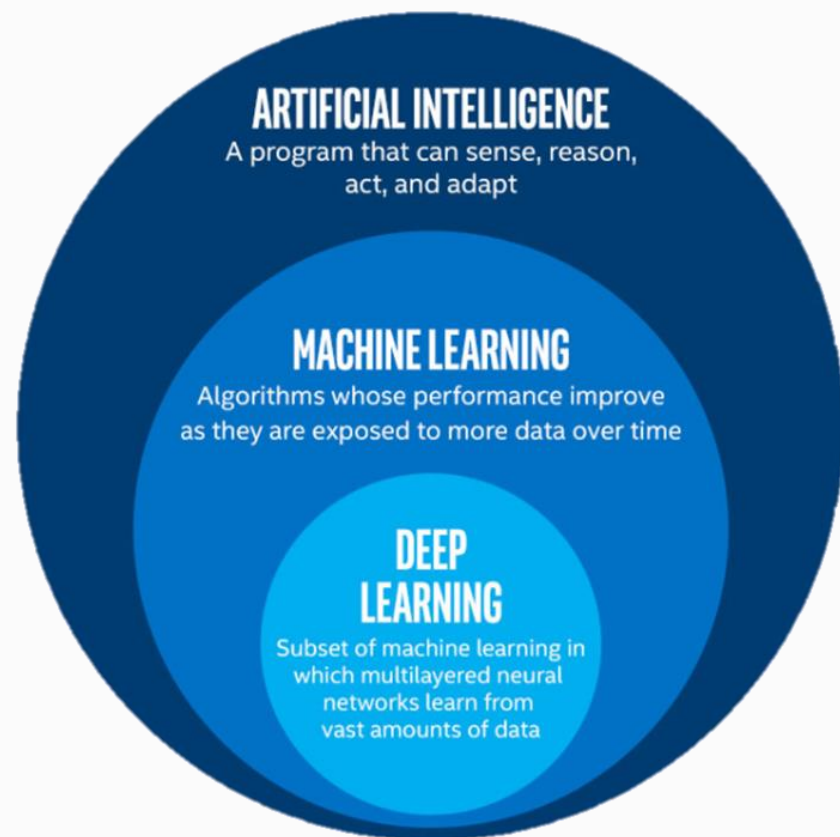 ARTIFICIAL INTELLIGENCE
A program that can sense, reason,
act, and adapt
MACHINE LEARNING
Algorithms whose performance improve
as they are exposed to more data over time
DEEP
LEARNING
Subset of machine learning in
which multilayered neural
networks learn from
vast amounts of data